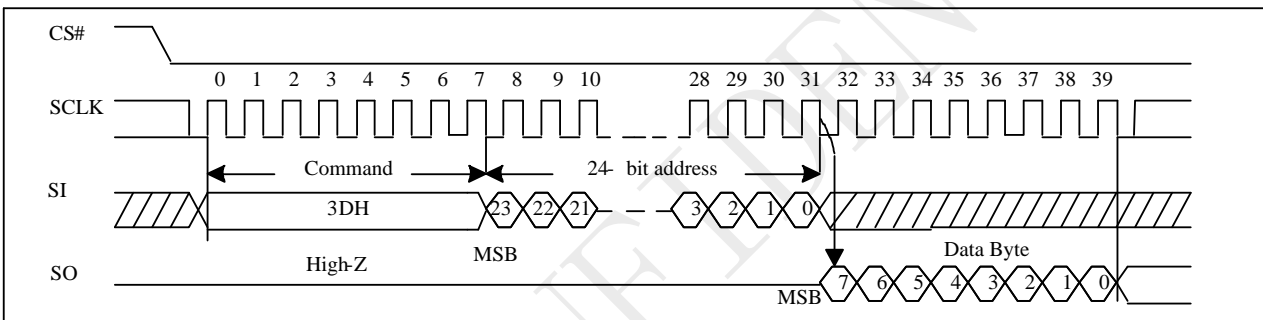 CS#
0 1 2 3 4 5 6 7 8 9 10 28 29 30 31 32 33 34 35 36 37 38 39
SCLK
Command 24- bit address
SI
3DH 23 22 21 3 2 1 0
MSB Data Byte
High-Z
SO
7 6 5 4 3 2 1 0
MSB